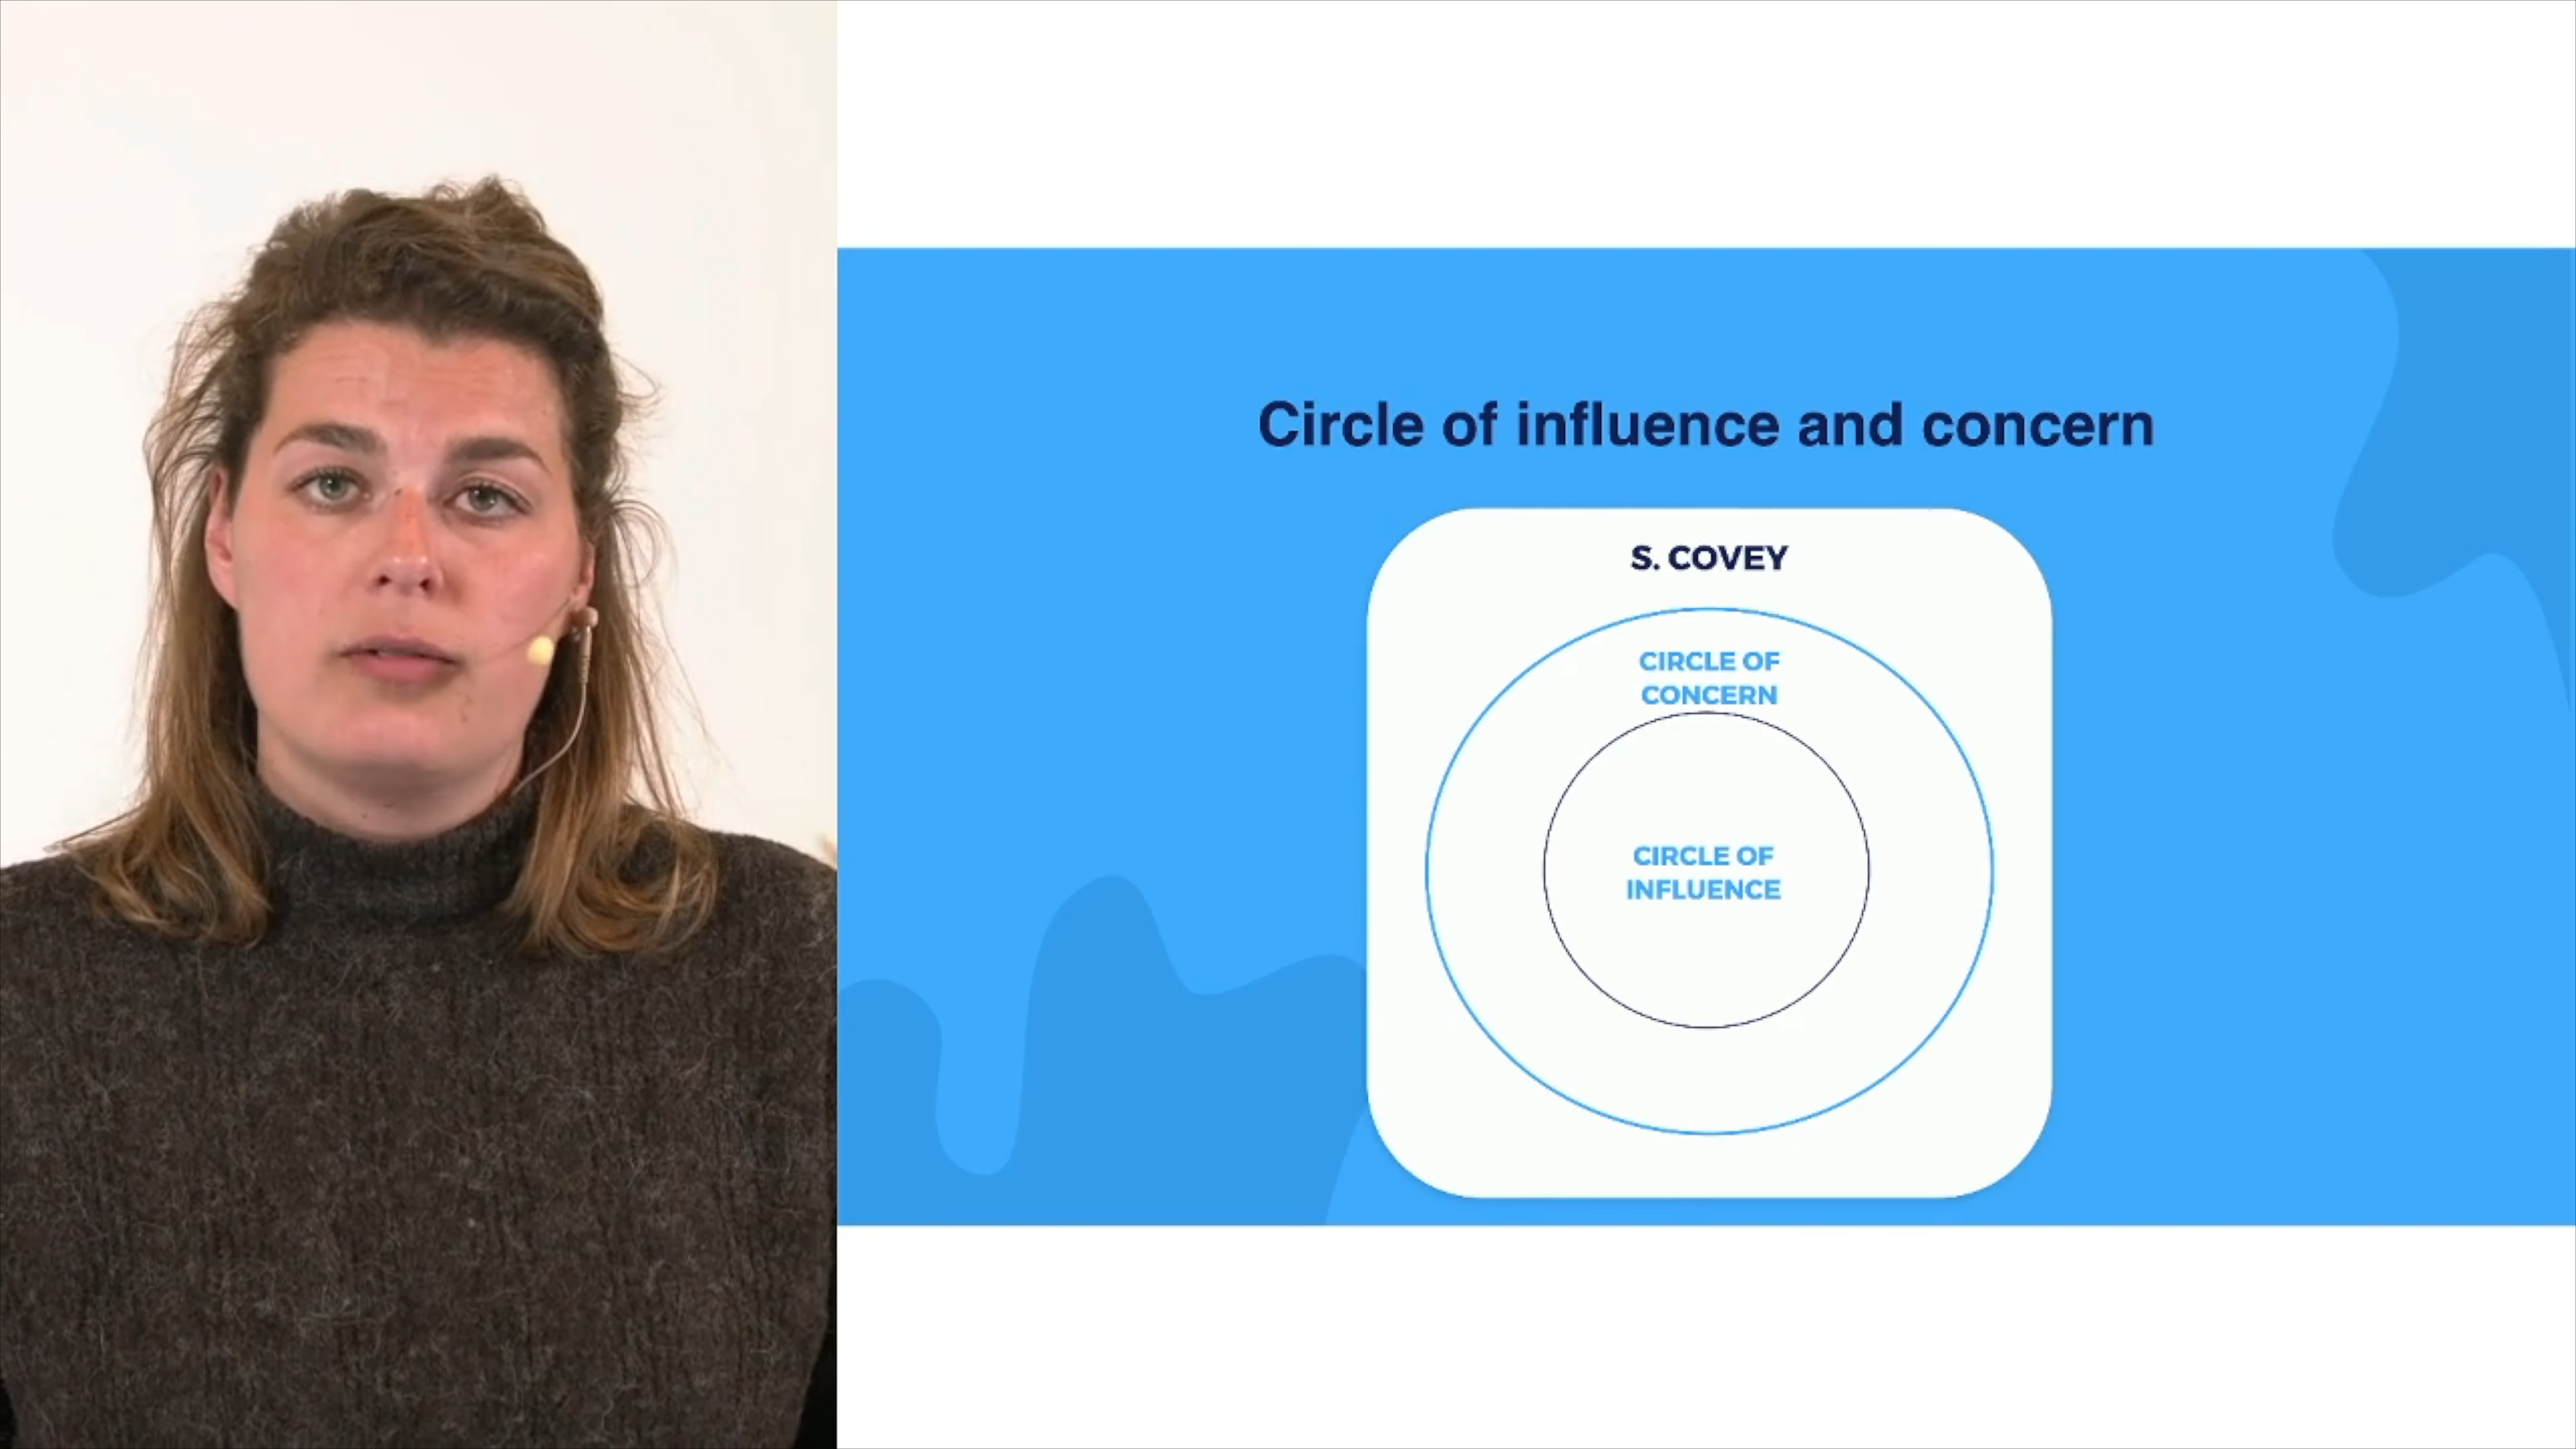 Circle of influence and concern
S. COVEY
CIRCLE OF
CONCERN
CIRCLE OF
INFLUENCE